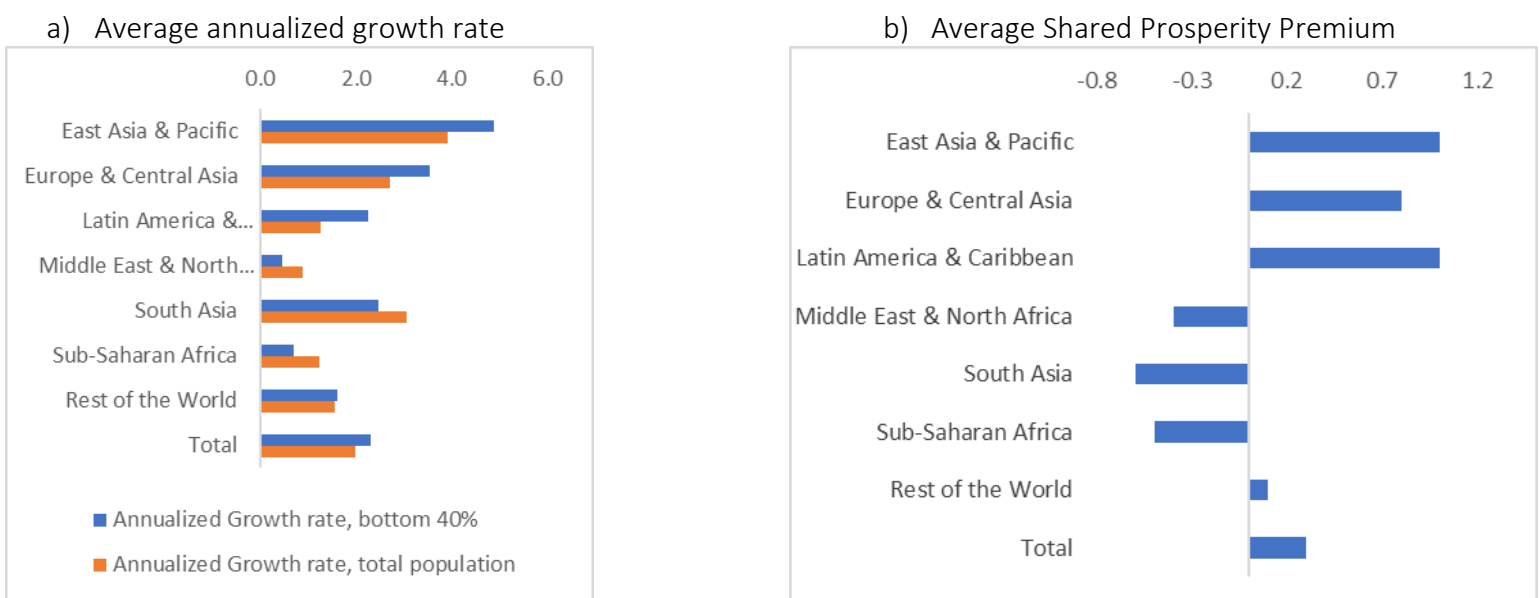 a) Average annualized growth rate
0.0 2.0 4.0 6.0
East Asia & Pacific
Europe & Central Asia
Latin America &...
Middle East & North...
South Asia
Sub-Saharan Africa
Rest of the World
Total
Annualized Growth rate, bottom 40%
Annualized Growth rate, total population
b) Average Shared Prosperity Premium
-0.8 -0.3 0.2 0.7 1.2
East Asia & Pacific
Europe & Central Asia
Latin America & Caribbean
Middle East & North Africa
South Asia
Sub-Saharan Africa
Rest of the World
Total